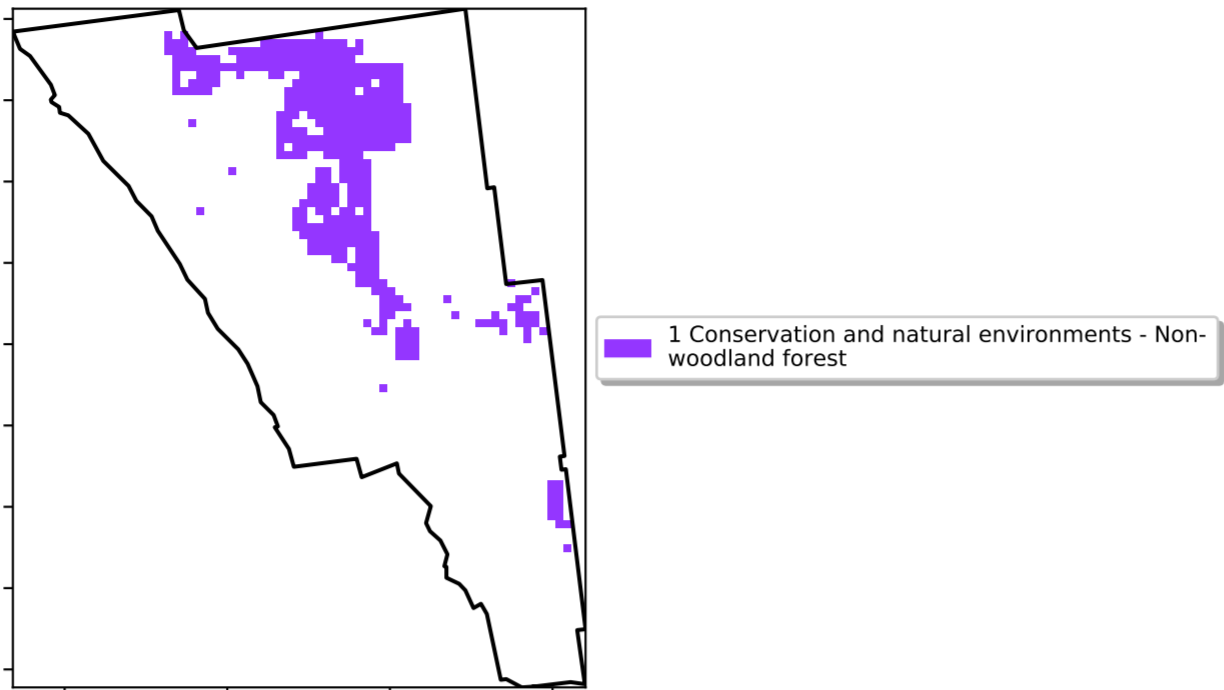 1 Conservation and natural environments - Non-
woodland forest